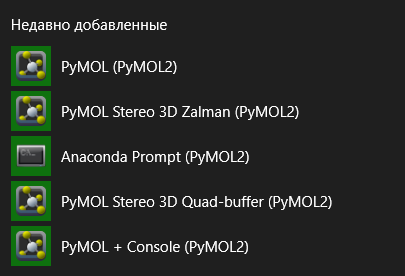 Недавно добавленные
PyMOL (PyMOL2)
PyMOL Stereo 3D Zalman (PyMOL2)
Anaconda Prompt (PyMOL2)
PyMOL Stereo 3D Quad-buffer (PyMOL2)
PyMOL + Console (PyMOL2)